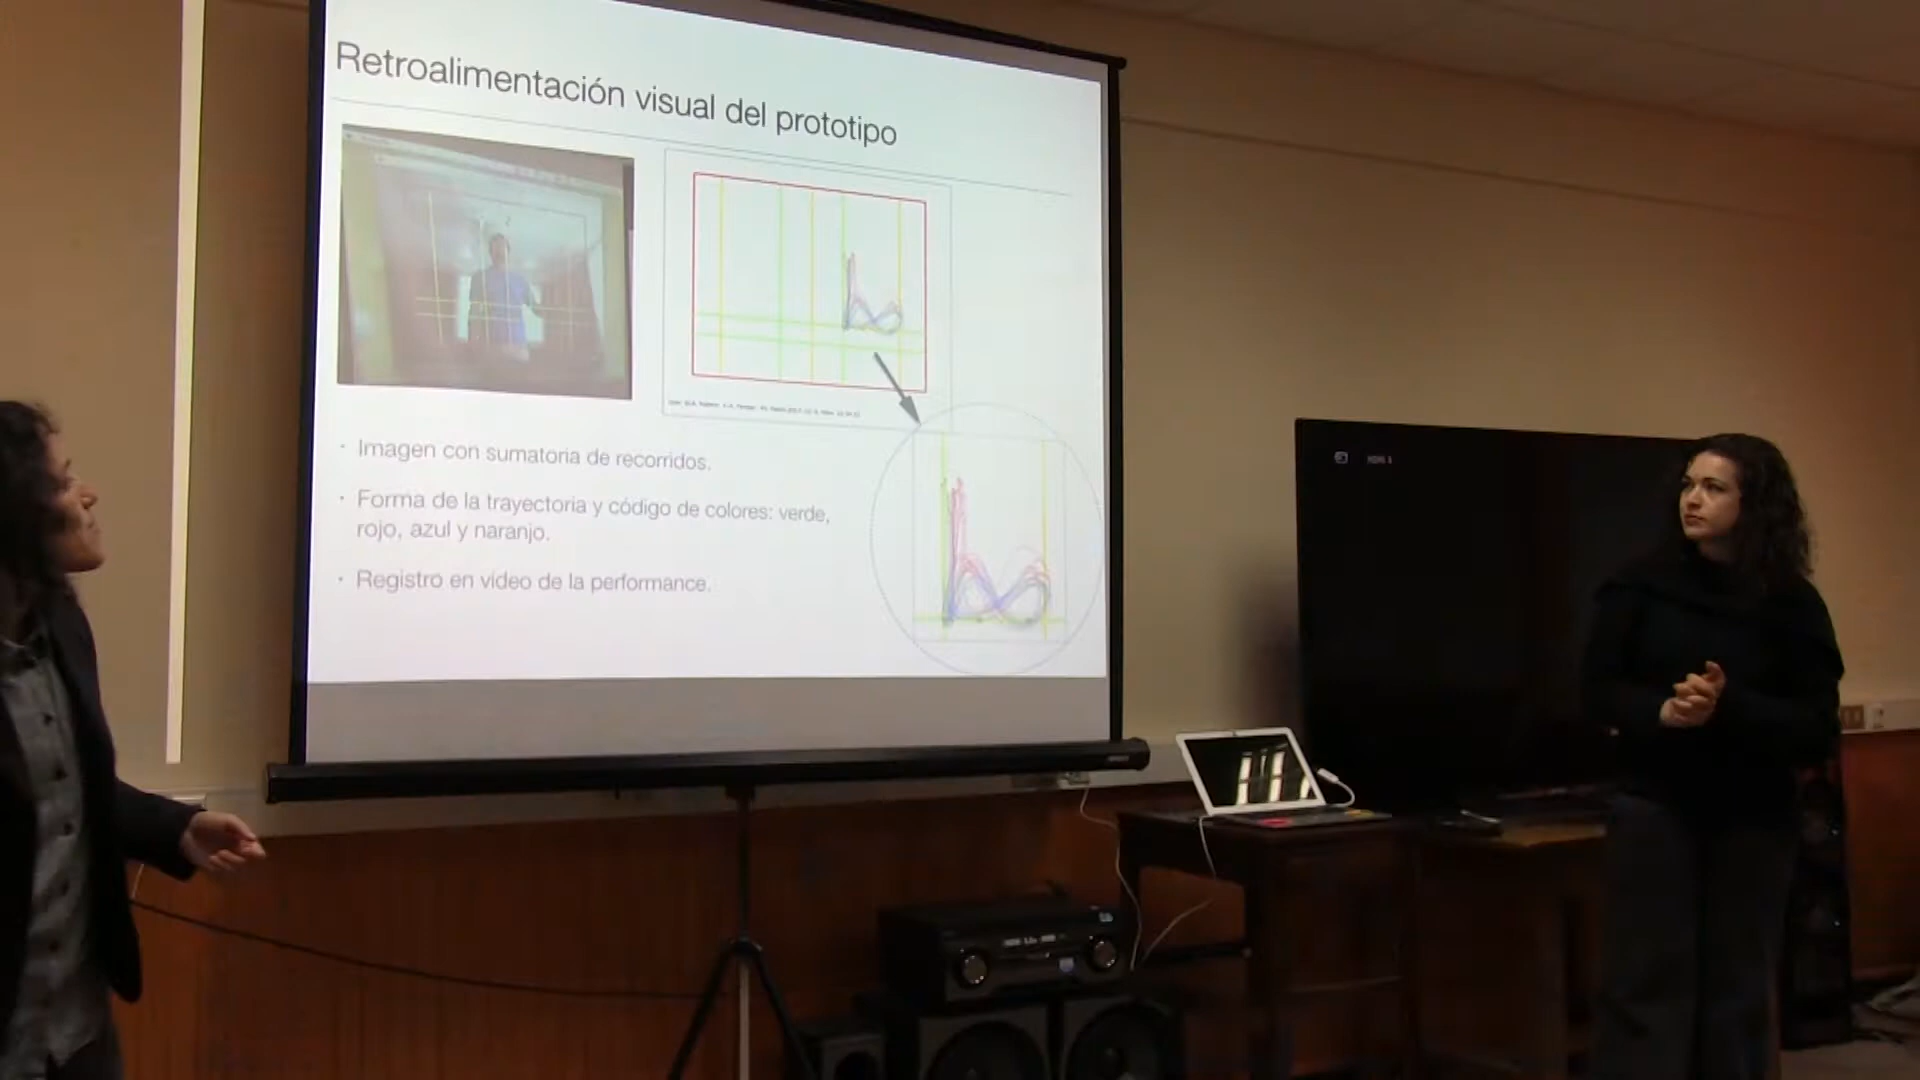 Retroalimentación visual del prototipo
· Imagen con sumatoria de recorridos.
· Forma de la trayectoria y código de colores: verde,
rojo, azul y naranjo.
· Registro en video de la performance.